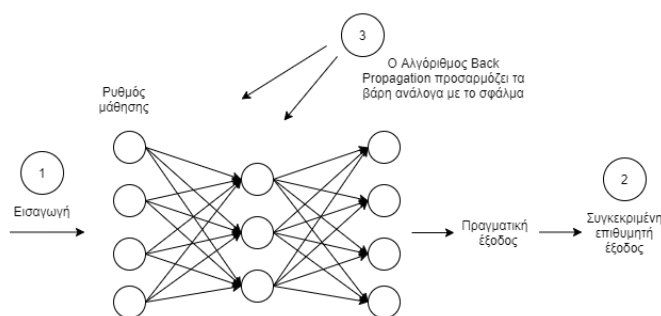 3
Ο Αλγόριθμος Back
Propagation προσαρμόζει τα
βάρη ανάλογα με το σφάλμα
Ρυθμός
μάθησης
1
Εισαγωγή
Πραγματική
έξοδος
2
Συγκεκριμένη
επιθυμητή
έξοδος